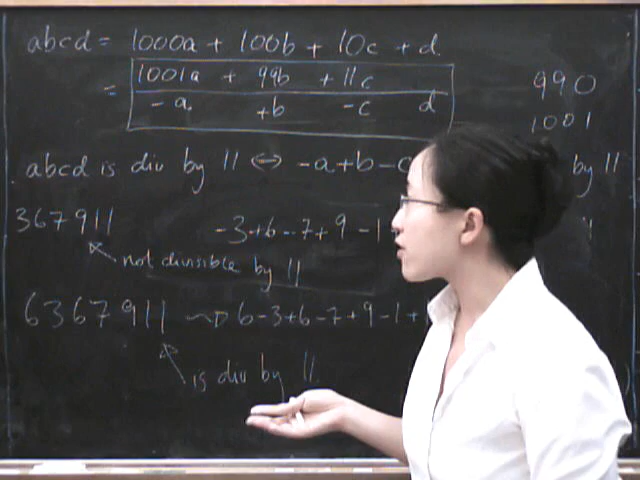 abcd = 1000a + 100b + 10c + d
= 1001a + 99b + 11c
-a +b -c d
990
1001
abcd is div by 11 ⇔ -a+b-c by 11
367911 -3+6-7+9-1
not divisible by 11
6367911 ⇝ 6-3+6-7+9-1+
is div by 11.